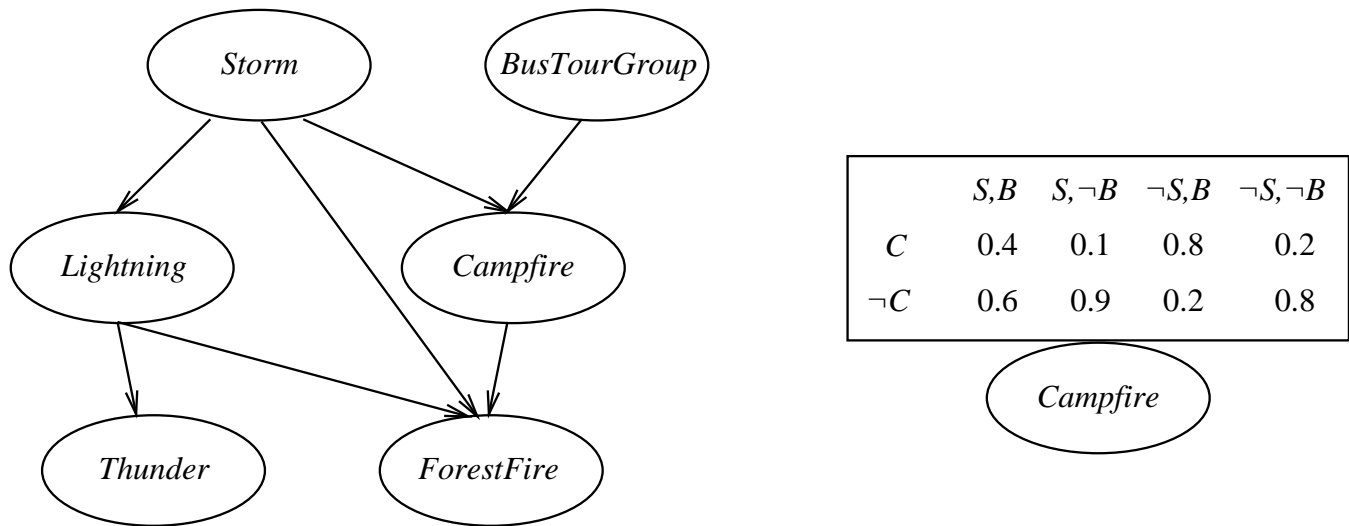 Storm
BusTourGroup
Lightning
Campfire
Thunder
ForestFire
S,B S,¬B ¬S,B ¬S,¬B
C 0.4 0.1 0.8 0.2
¬C 0.6 0.9 0.2 0.8
Campfire